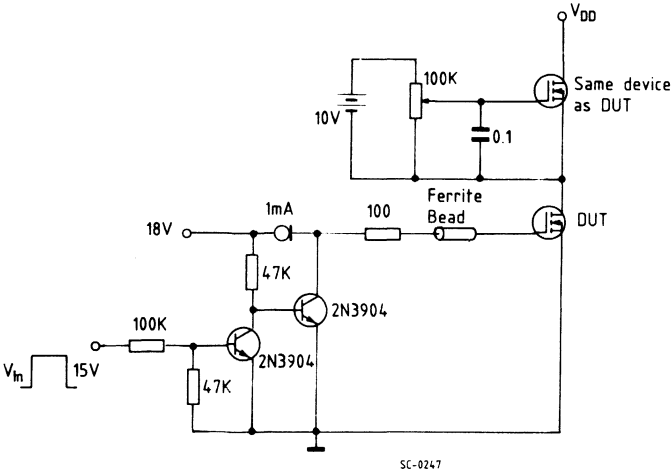 VDD
100K
Same device
as DUT
10V
0.1
Ferrite
Bead
1mA
100
DUT
18V
47K
2N3904
100K
2N3904
Vin
15V
47K
SC-0247